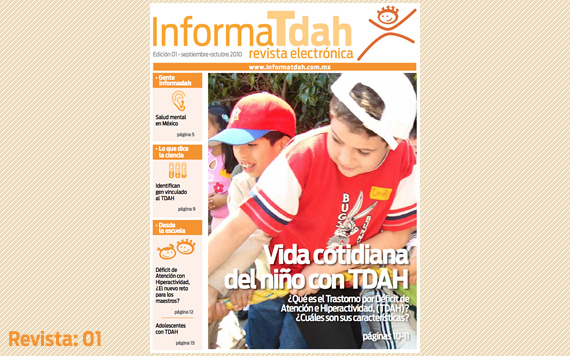 InformaTdah
revista electrónica
Edición 01 - septiembre-octubre 2010
www.informatdah.com.mx
• Gente
informadah
Salud mental
en México
página 5
• Lo que dice
la ciencia
Identifican
gen vinculado
al TDAH
página 9
• Desde
la escuela
Déficit de
Atención con
Hiperactividad,
¿El nuevo reto
para los
maestros?
página 12
Adolescentes
con TDAH
página 15
BUGS
Vida cotidiana
del niño con TDAH
¿Qué es el Trastorno por Déficit de
Atención e Hiperactividad, (TDAH)?
¿Cuáles son sus características?
páginas 10-11
Revista: 01